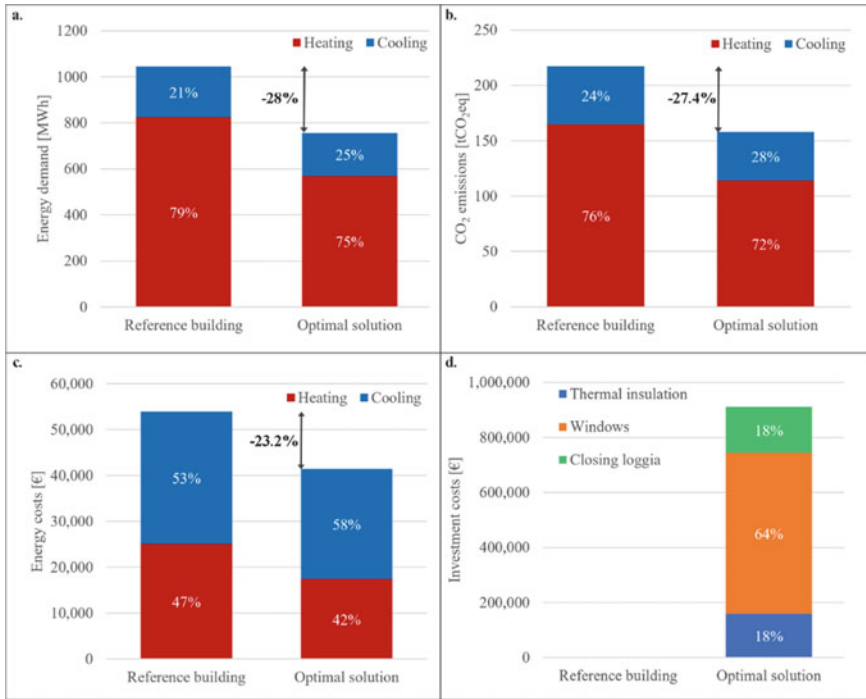 a.
Heating Cooling
Energy demand [MWh]
1200
1000
800
600
400
200
0
21%
79%
-28%
25%
75%
Reference building Optimal solution
b.
Heating Cooling
CO₂ emissions [tCO₂eq]
250
200
150
100
50
0
24%
76%
-27.4%
28%
72%
Reference building Optimal solution
c.
Heating Cooling
Energy costs [€]
60,000
50,000
40,000
30,000
20,000
10,000
0
53%
47%
-23.2%
58%
42%
Reference building Optimal solution
d.
Thermal insulation
Windows
Closing loggia
Investment costs [€]
1,000,000
800,000
600,000
400,000
200,000
0
18%
64%
18%
Reference building Optimal solution